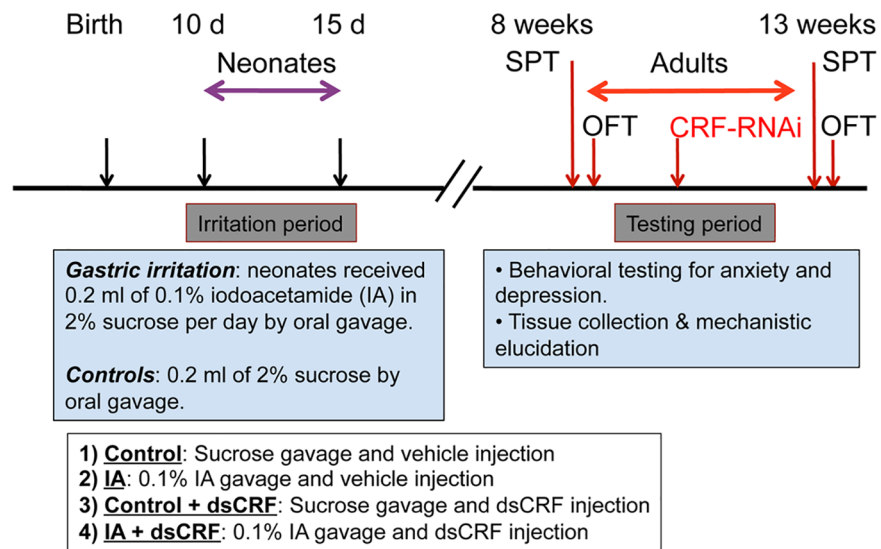 Birth 10 d 15 d 8 weeks 13 weeks
Neonates SPT Adults SPT
OFT CRF-RNAi OFT
Irritation period Testing period
Gastric irritation: neonates received
0.2 ml of 0.1% iodoacetamide (IA) in
2% sucrose per day by oral gavage.
Controls: 0.2 ml of 2% sucrose by
oral gavage.
• Behavioral testing for anxiety and
depression.
• Tissue collection & mechanistic
elucidation
1) Control: Sucrose gavage and vehicle injection
2) IA: 0.1% IA gavage and vehicle injection
3) Control + dsCRF: Sucrose gavage and dsCRF injection
4) IA + dsCRF: 0.1% IA gavage and dsCRF injection